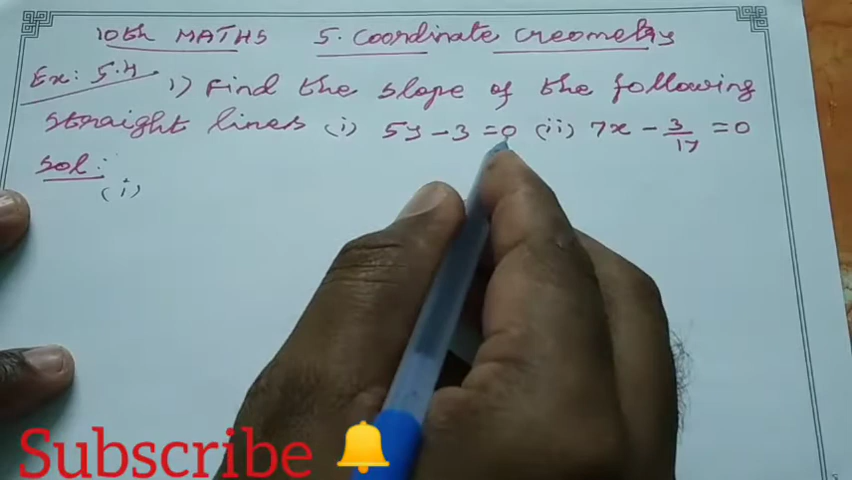 10th MATHS 5. Coordinate Geometry
Ex: 5.4 1) Find the slope of the following
straight lines (i) 5y - 3 = 0 (ii) 7x - 3/17 = 0
Sol:
(i)
Subscribe